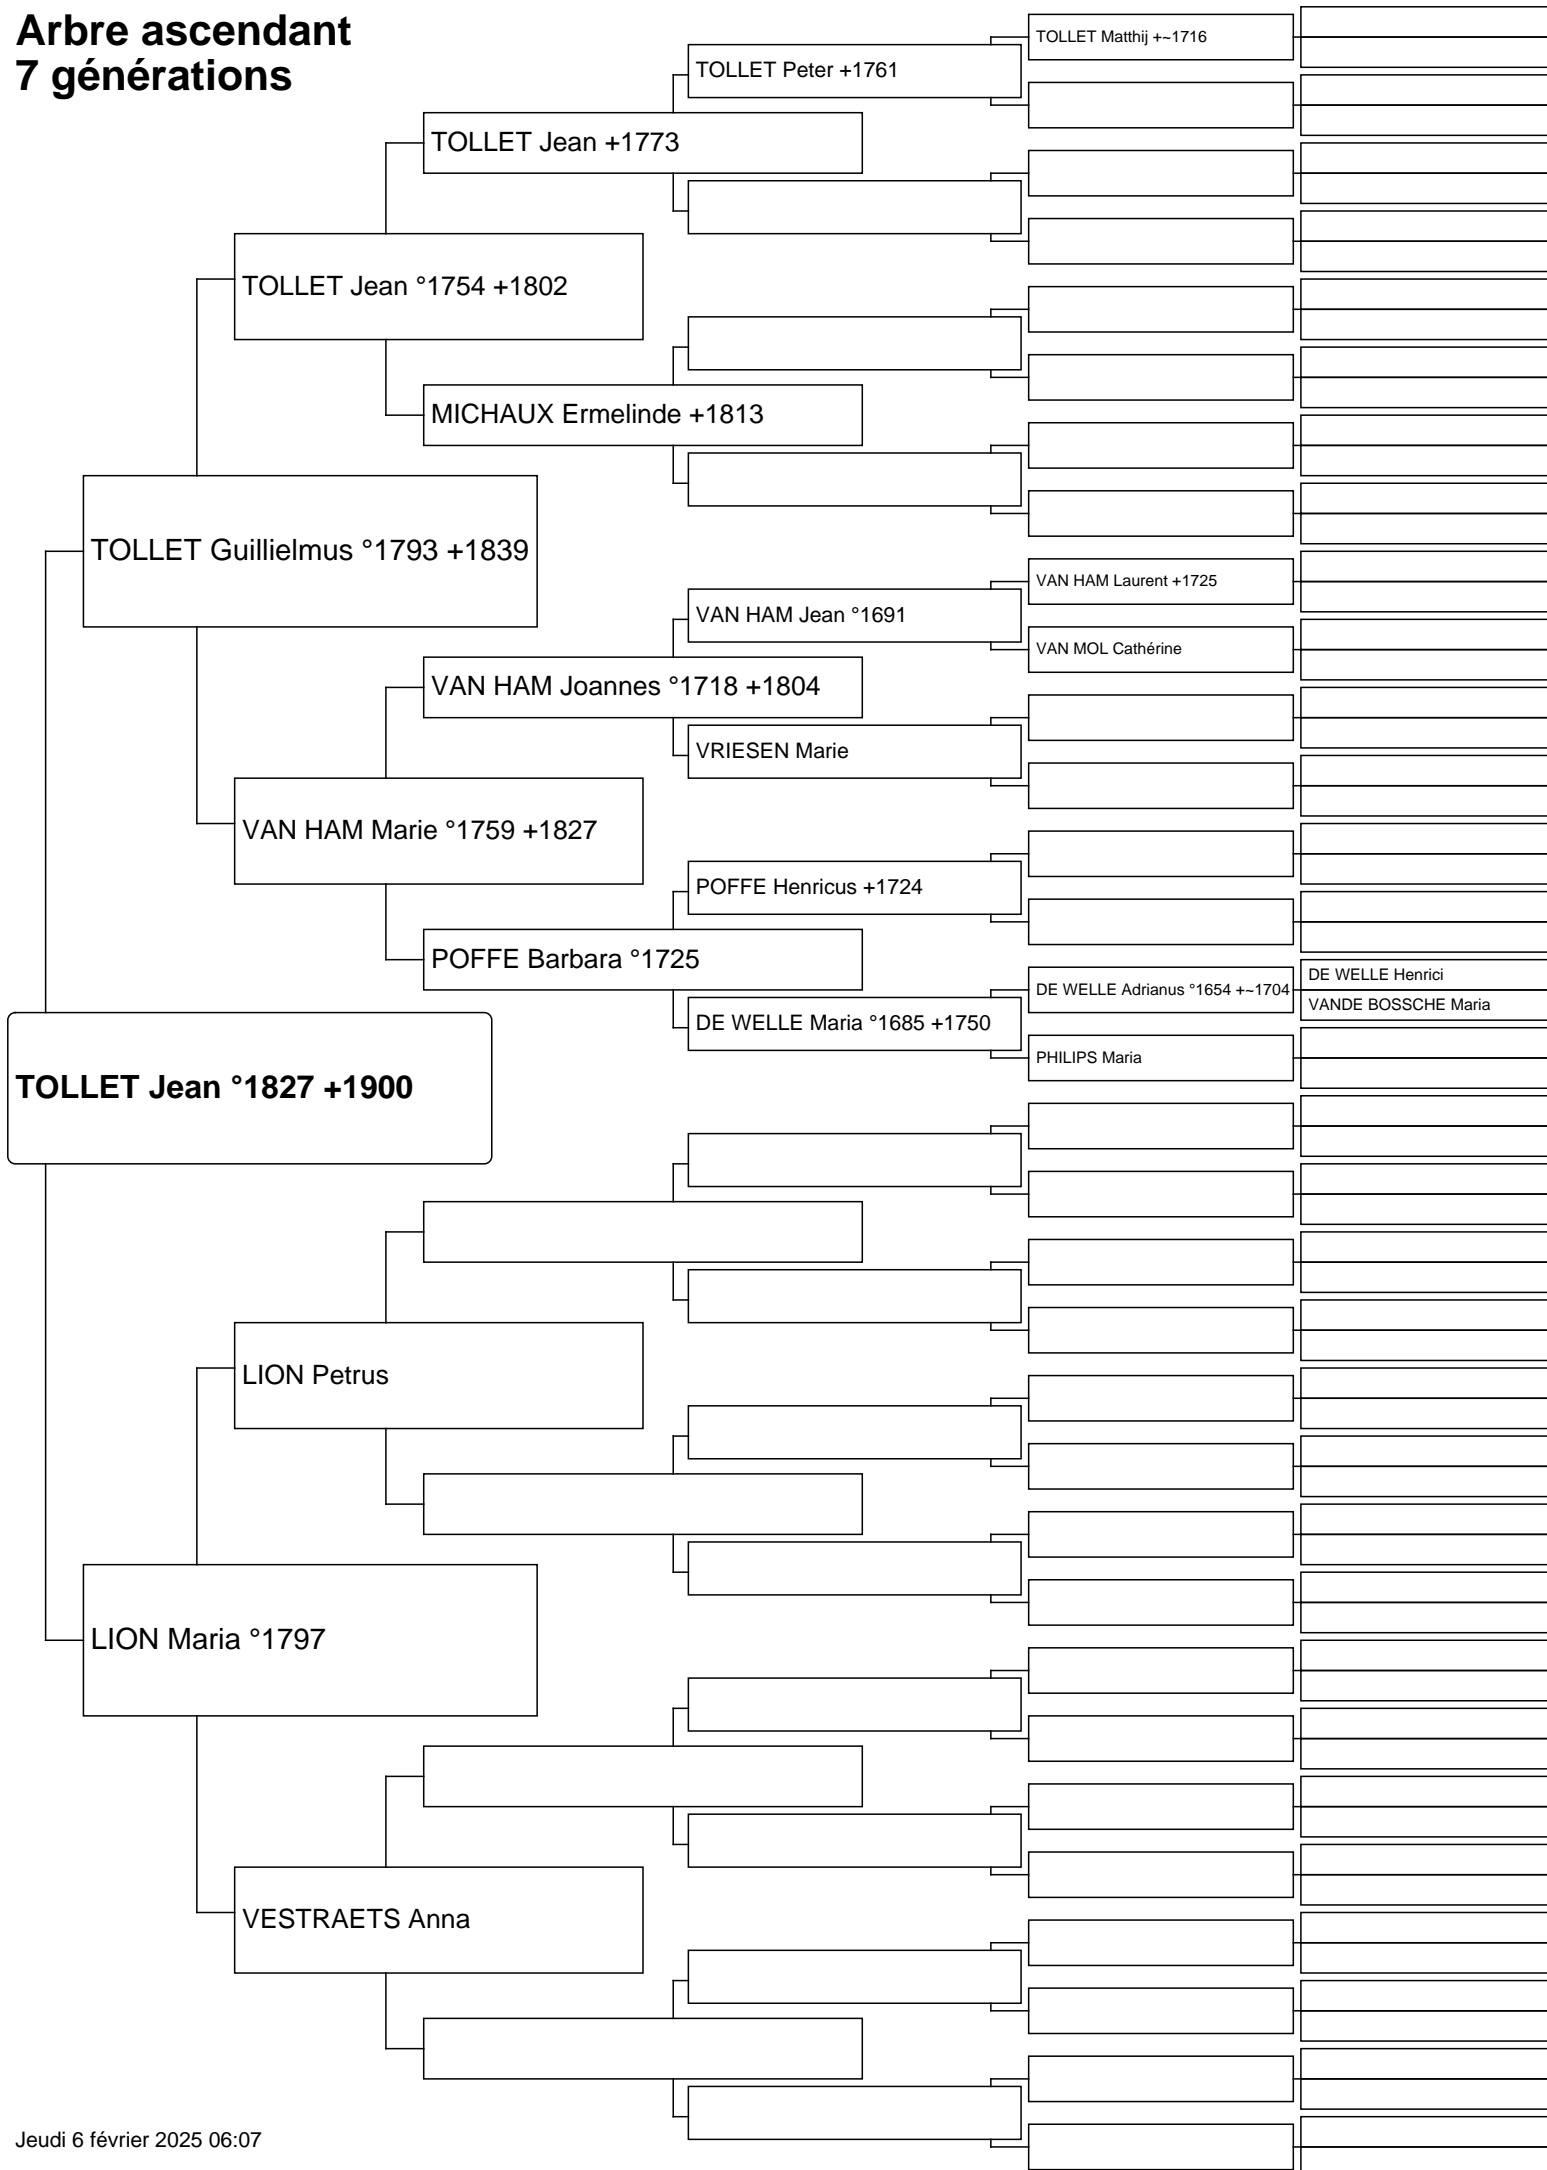 Arbre ascendant
7 générations
TOLLET Matthij +~1716
TOLLET Peter +1761
TOLLET Jean +1773
TOLLET Jean °1754 +1802
MICHAUX Ermelinde +1813
TOLLET Guillielmus °1793 +1839
VAN HAM Laurent +1725
VAN HAM Jean °1691
VAN MOL Cathérine
VAN HAM Joannes °1718 +1804
VRIESEN Marie
VAN HAM Marie °1759 +1827
POFFE Henricus +1724
POFFE Barbara °1725
DE WELLE Henrici
DE WELLE Adrianus °1654 +~1704
VANDE BOSSCHE Maria
DE WELLE Maria °1685 +1750
PHILIPS Maria
TOLLET Jean °1827 +1900
LION Petrus
LION Maria °1797
VESTRAETS Anna
Jeudi 6 février 2025 06:07